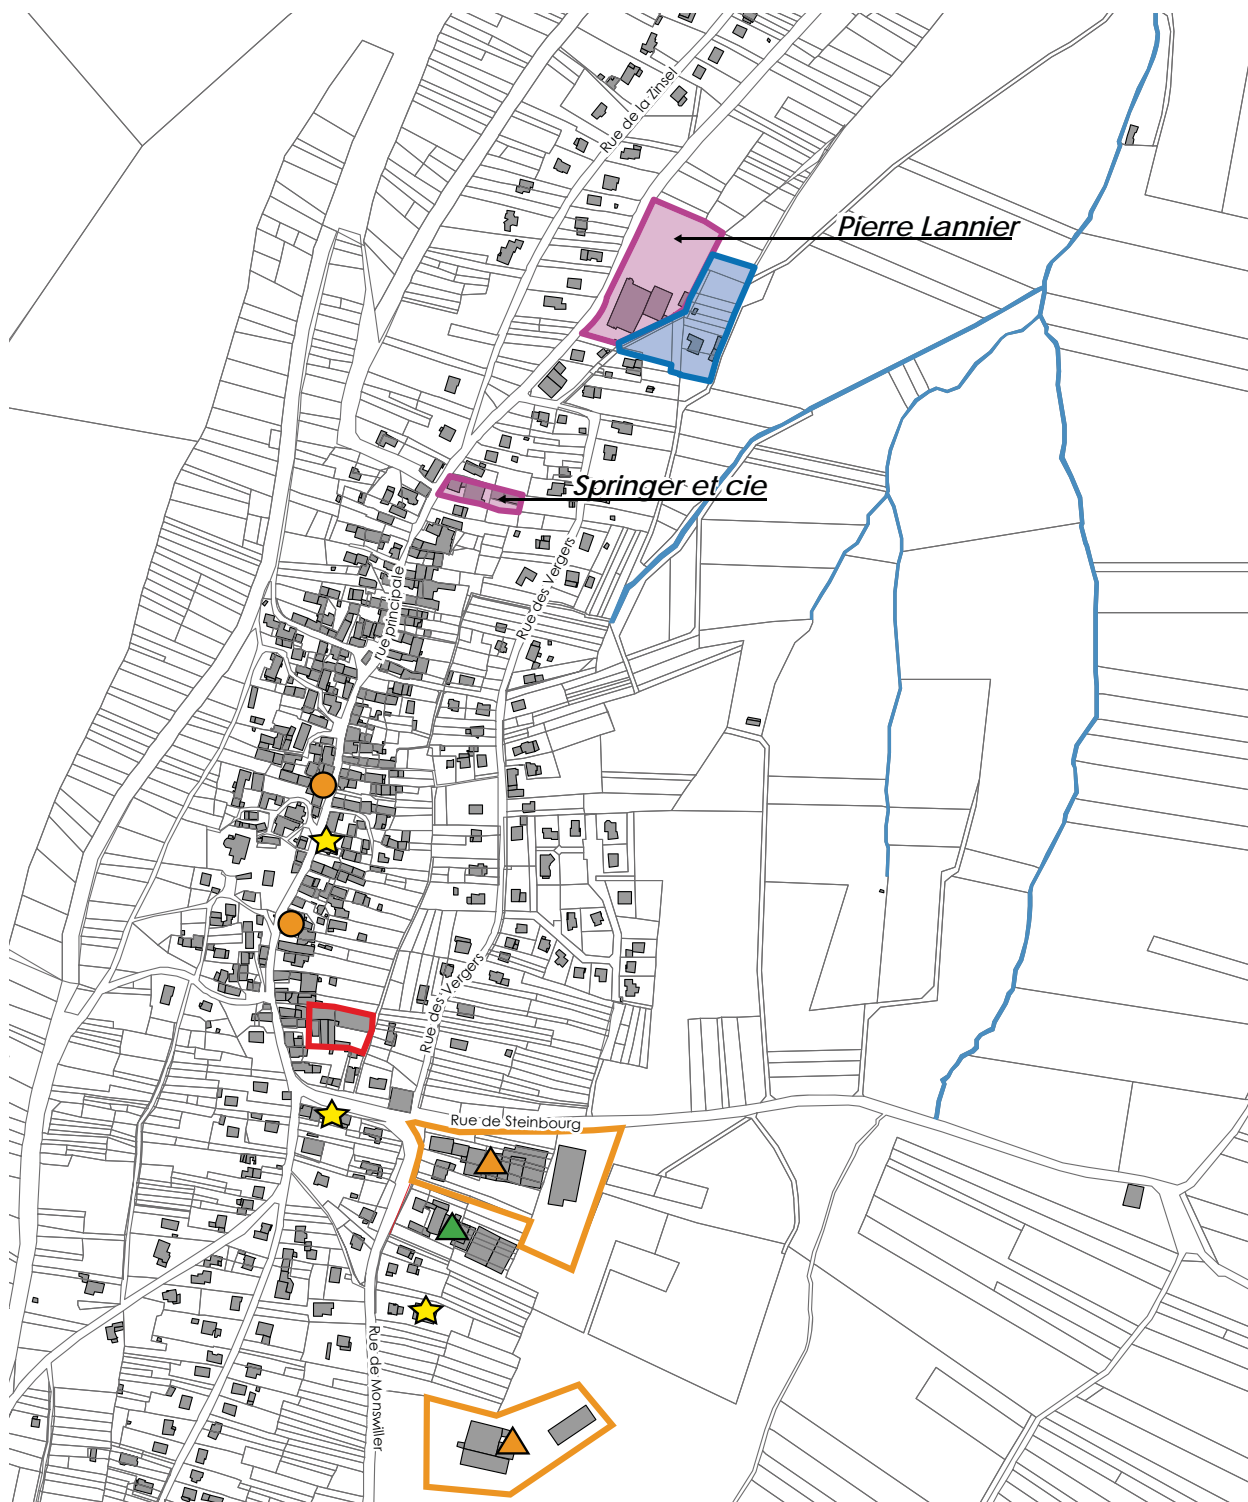 Rue de la Zinsel
Pierre Lannier
Springer et cie
Rue des Vergers
rue principale
Rue des Vergers
Rue de Steinbourg
Rue de Monswiller